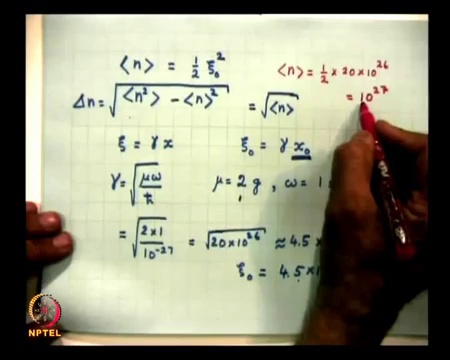 ⟨n⟩ = 1/2 ξ₀²
⟨n⟩ = 1/2 × 20 × 10²⁶
= 10²⁷
Δn = √(⟨n²⟩ − ⟨n⟩²) = √⟨n⟩
ξ = γ x
ξ₀ = γ x₀
γ = √(μω/ħ)
μ = 2 g , ω = 1
= √(2×1/10⁻²⁷) = √(20×10²⁶) ≈ 4.5
ξ₀ = 4.5 × 1
NPTEL